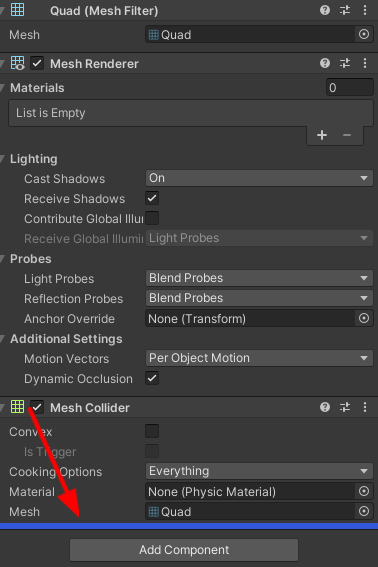 Quad (Mesh Filter)
Mesh Quad
Mesh Renderer
Materials 0
List is Empty
Lighting
Cast Shadows On
Receive Shadows
Contribute Global Illu
Receive Global Illumin Light Probes
Probes
Light Probes Blend Probes
Reflection Probes Blend Probes
Anchor Override None (Transform)
Additional Settings
Motion Vectors Per Object Motion
Dynamic Occlusion
Mesh Collider
Convex
Is Trigger
Cooking Options Everything
Material None (Physic Material)
Mesh Quad
Add Component